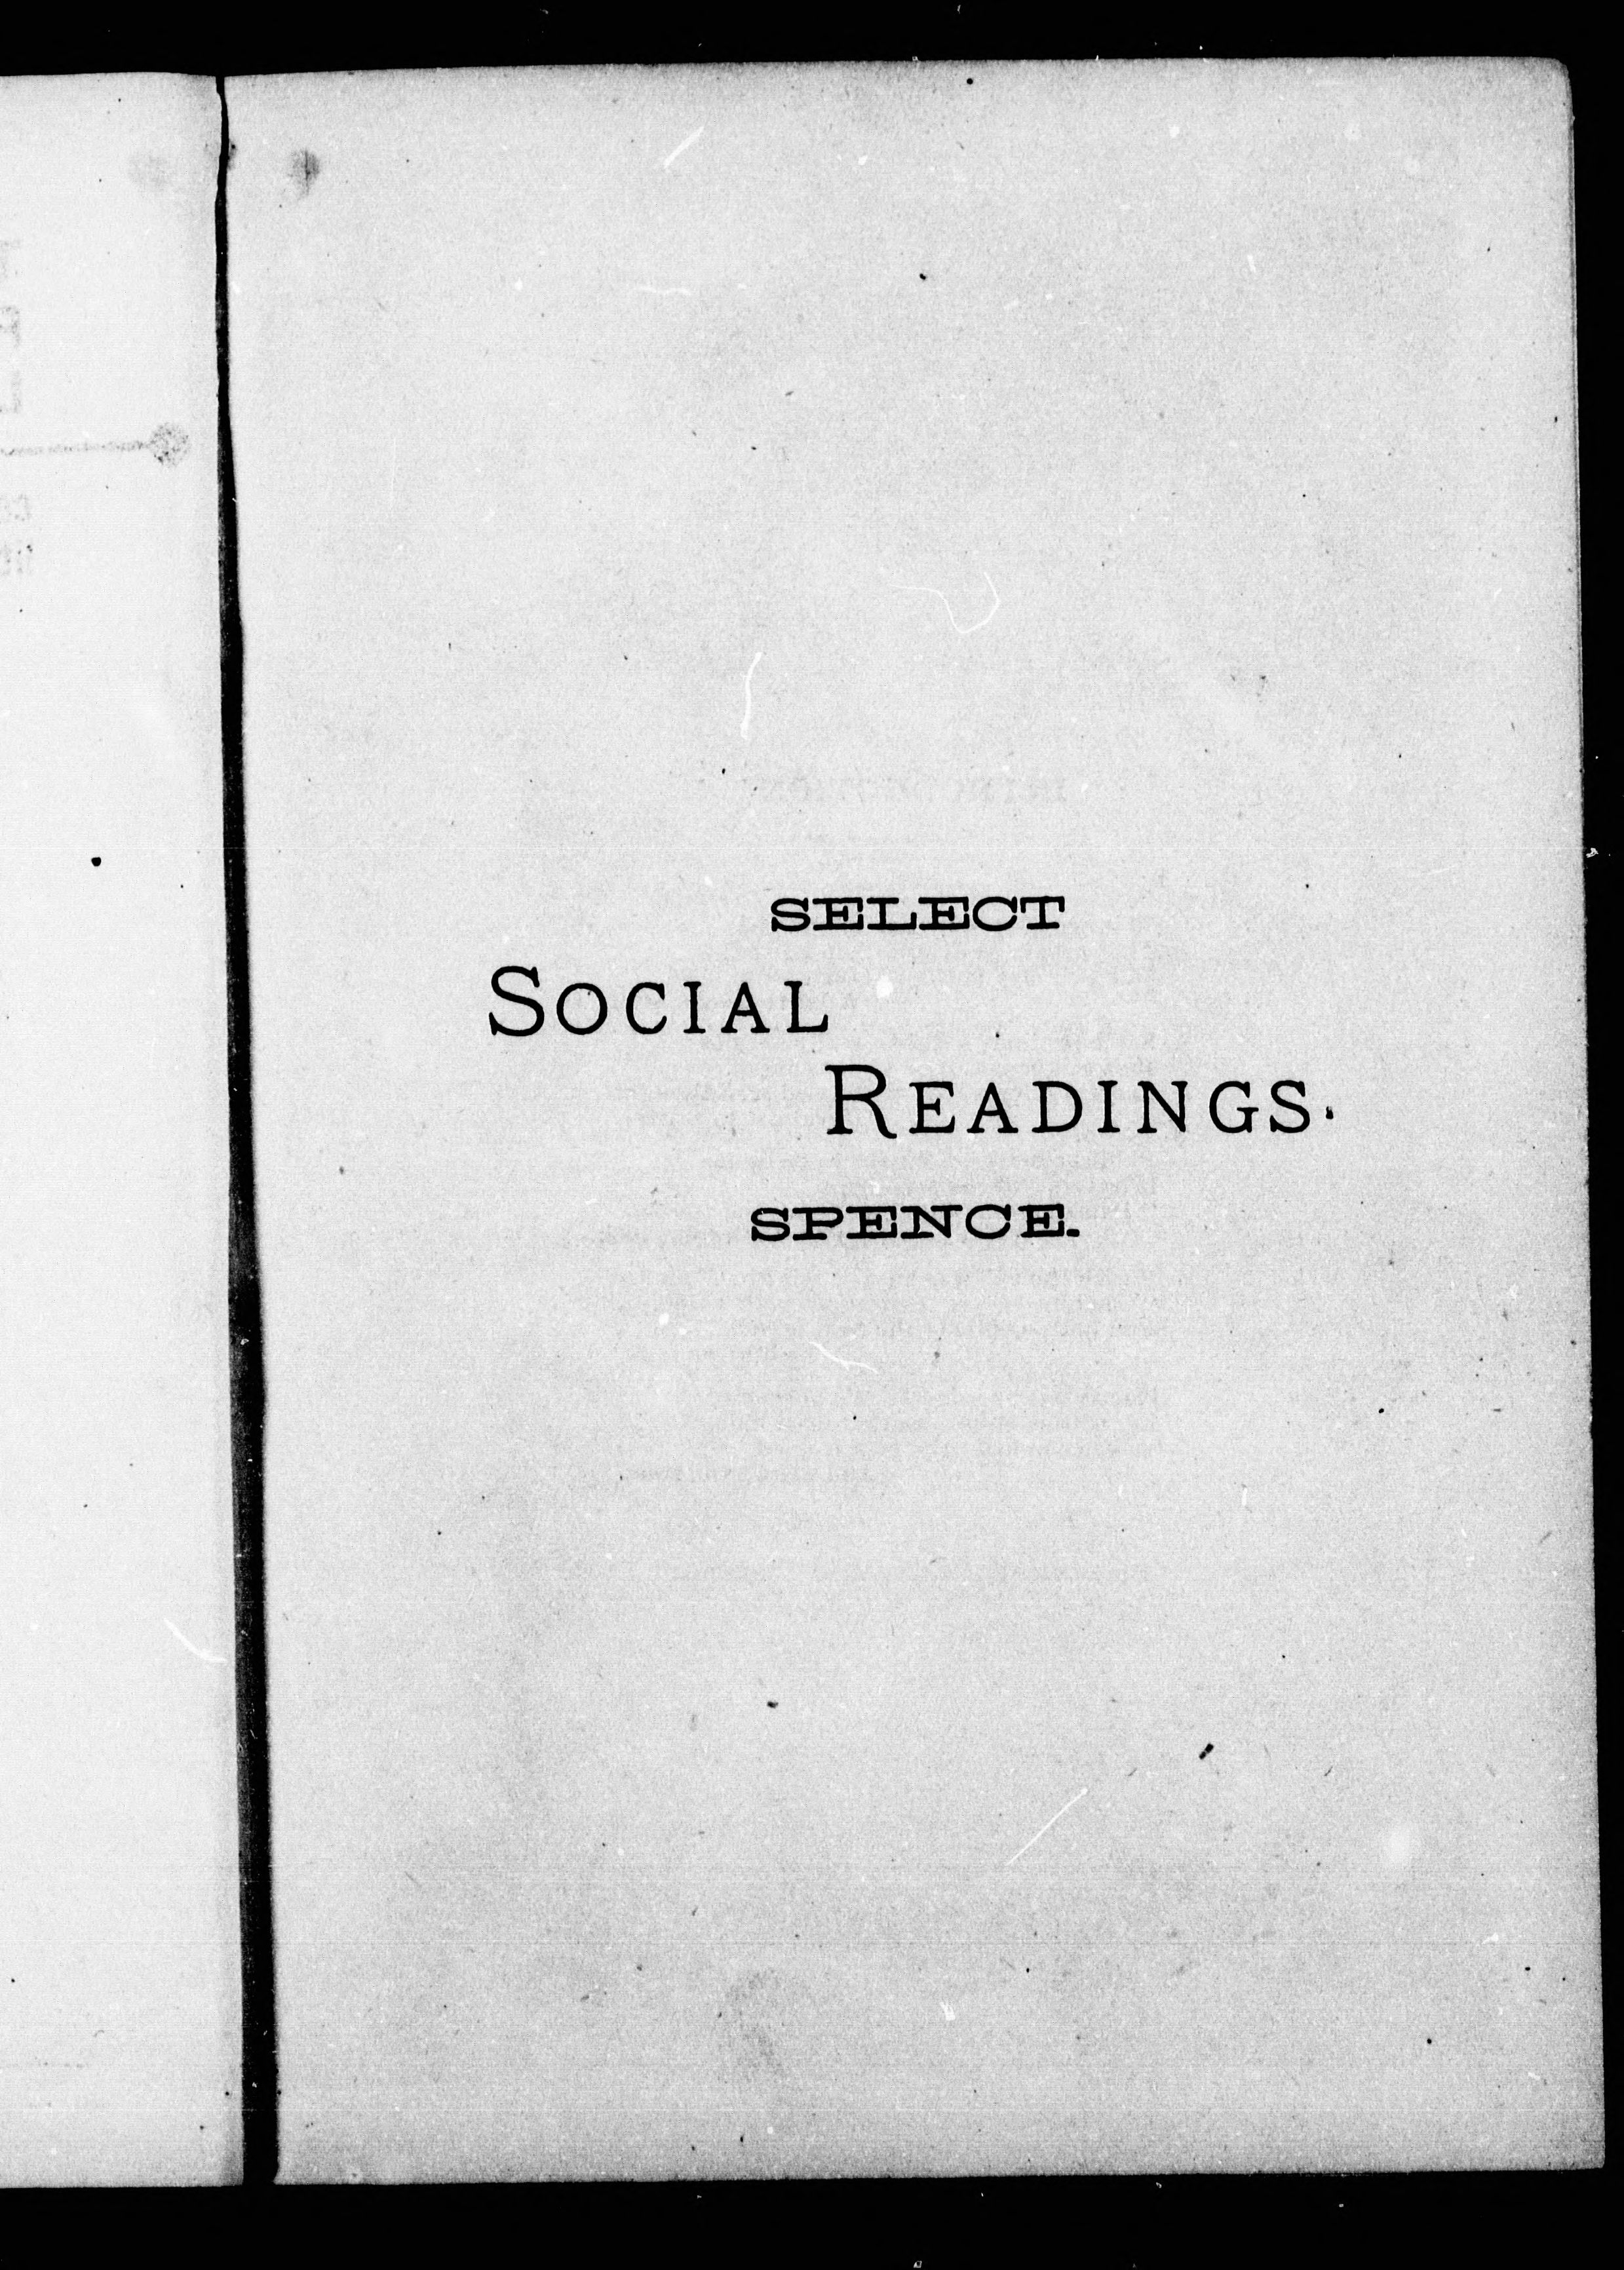 SELECT
SOCIAL
READINGS.
SPENCE.